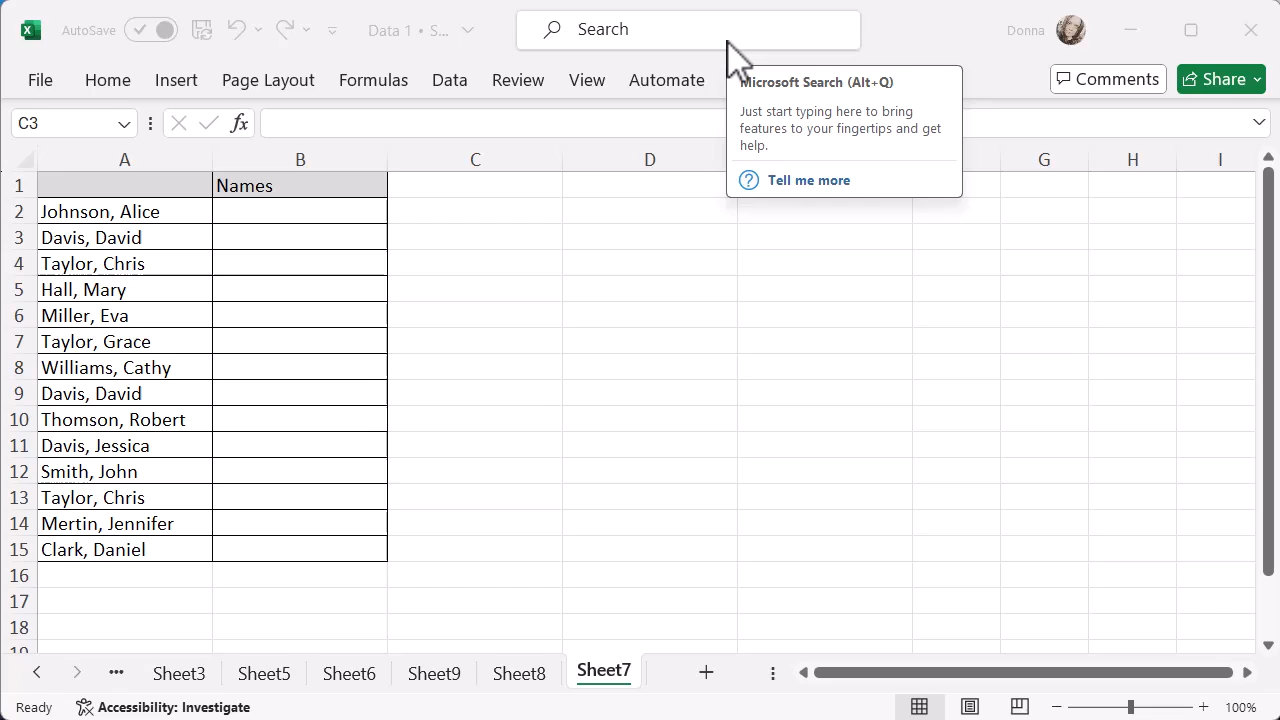 AutoSave
Data 1 • S...
Search
Donna
File Home Insert Page Layout Formulas Data Review View Automate
Comments
Share
Microsoft Search (Alt+Q)
Just start typing here to bring
features to your fingertips and get
help.
Tell me more
C3
fx
A B C D G H I
1 Names
2 Johnson, Alice
3 Davis, David
4 Taylor, Chris
5 Hall, Mary
6 Miller, Eva
7 Taylor, Grace
8 Williams, Cathy
9 Davis, David
10 Thomson, Robert
11 Davis, Jessica
12 Smith, John
13 Taylor, Chris
14 Mertin, Jennifer
15 Clark, Daniel
16
17
18
19
Sheet3 Sheet5 Sheet6 Sheet9 Sheet8 Sheet7
Ready Accessibility: Investigate 100%